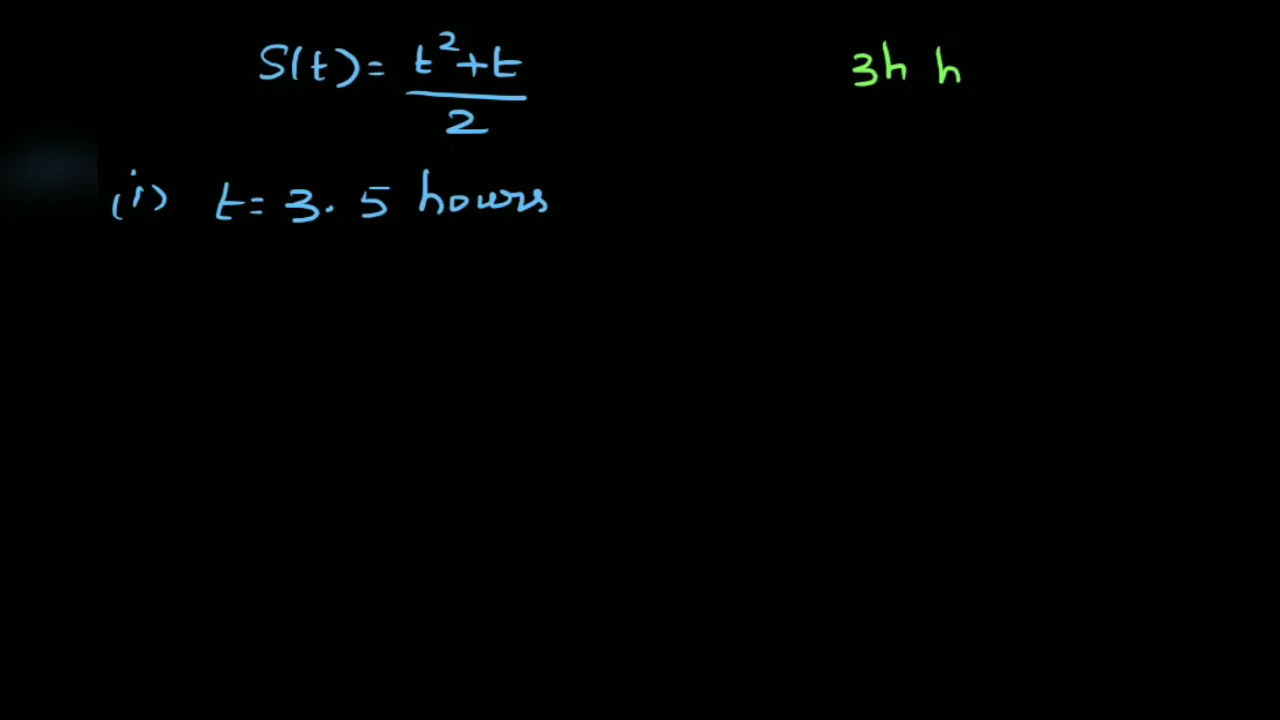 S(t) = t²+t / 2
3h h
(i) t = 3.5 hours